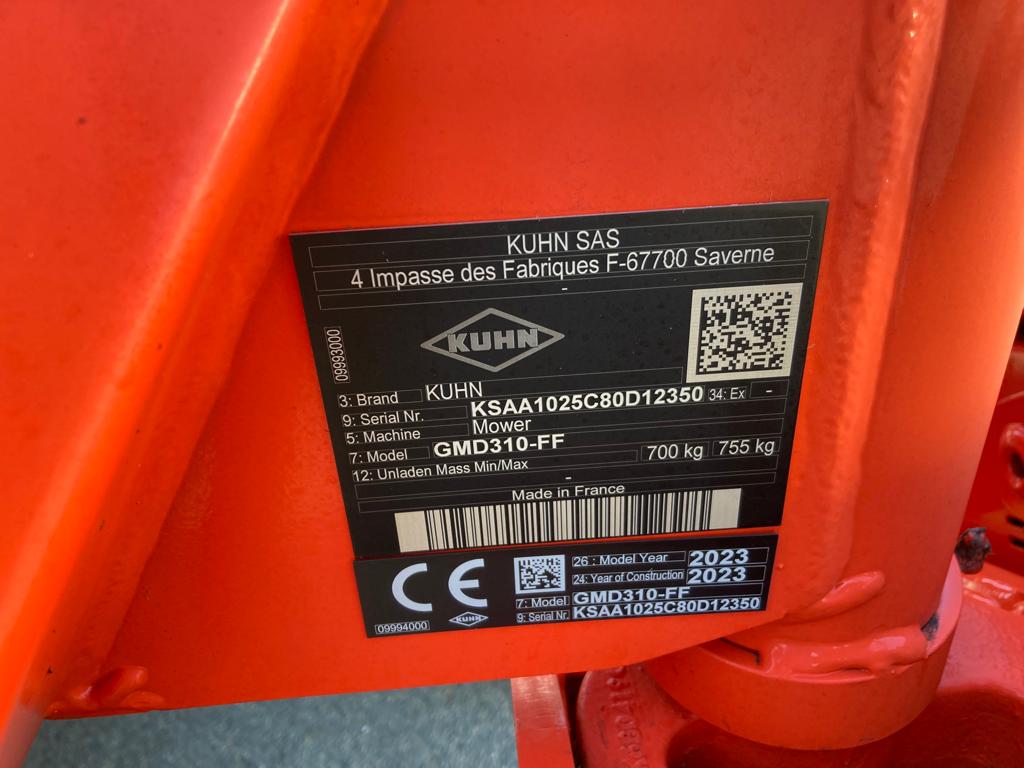 KUHN SAS
4 Impasse des Fabriques F-67700 Saverne
-
KUHN
09993000
3: Brand KUHN
9: Serial Nr. KSAA1025C80D12350 34: Ex -
5: Machine Mower
7: Model GMD310-FF
12: Unladen Mass Min/Max 700 kg 755 kg
-
Made in France
CE
26 : Model Year 2023
24: Year of Construction 2023
7: Model GMD310-FF
9: Serial Nr. KSAA1025C80D12350
09994000
KUHN